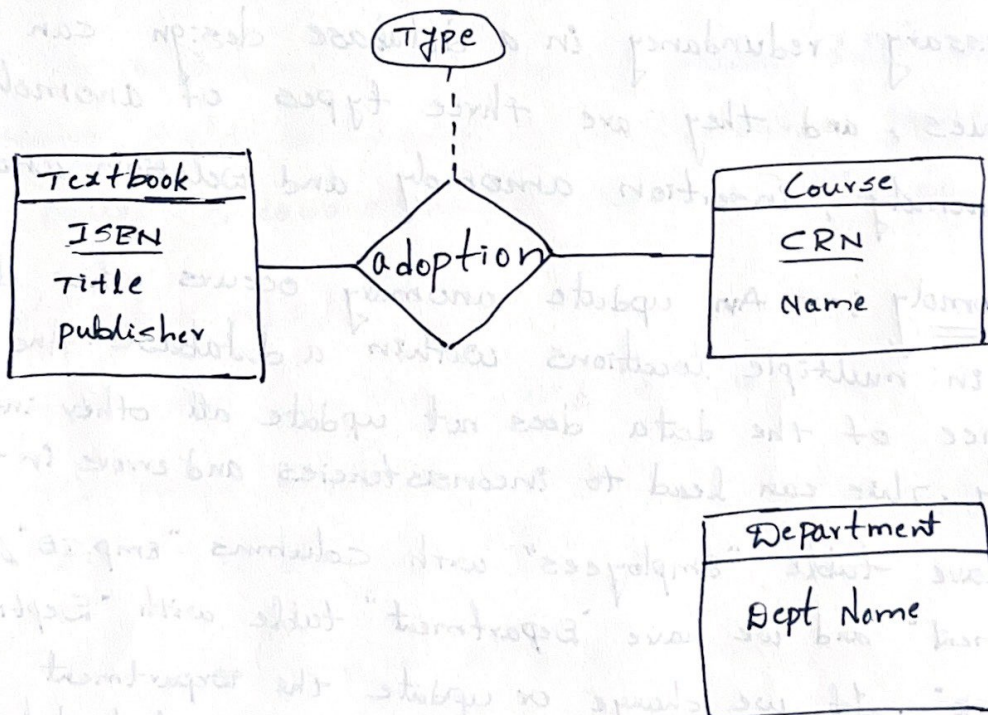 Type
Textbook
ISBN
Title
publisher
adoption
Course
CRN
Name
Department
Dept Name